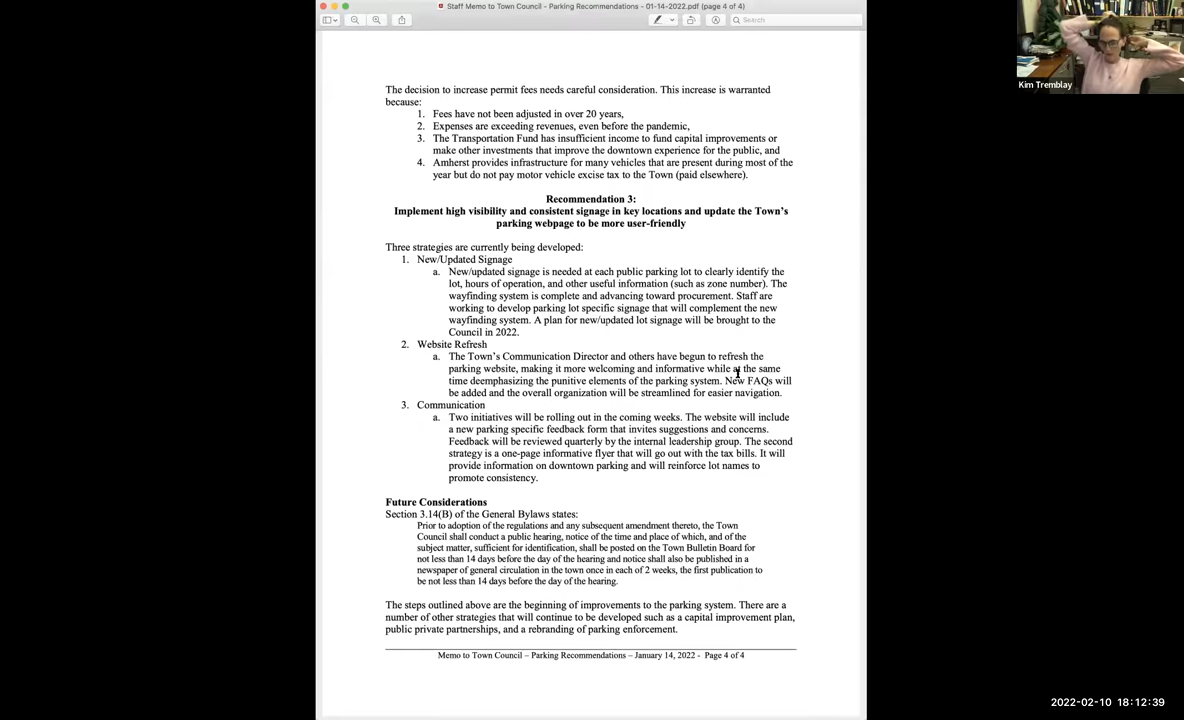 Staff Memo to Town Council – Parking Recommendations - 01-14-2022.pdf (page 4 of 4)
Search
Kim Tremblay
The decision to increase permit fees needs careful consideration. This increase is warranted
because:
1. Fees have not been adjusted in over 20 years,
2. Expenses are exceeding revenues, even before the pandemic,
3. The Transportation Fund has insufficient income to fund capital improvements or
make other investments that improve the downtown experience for the public, and
4. Amherst provides infrastructure for many vehicles that are present during most of the
year but do not pay motor vehicle excise tax to the Town (paid elsewhere).
Recommendation 3:
Implement high visibility and consistent signage in key locations and update the Town's
parking webpage to be more user-friendly
Three strategies are currently being developed:
1. New/Updated Signage
a. New/updated signage is needed at each public parking lot to clearly identify the
lot, hours of operation, and other useful information (such as zone number). The
wayfinding system is complete and advancing toward procurement. Staff are
working to develop parking lot specific signage that will complement the new
wayfinding system. A plan for new/updated lot signage will be brought to the
Council in 2022.
2. Website Refresh
a. The Town's Communication Director and others have begun to refresh the
parking website, making it more welcoming and informative while at the same
time deemphasizing the punitive elements of the parking system. New FAQs will
be added and the overall organization will be streamlined for easier navigation.
3. Communication
a. Two initiatives will be rolling out in the coming weeks. The website will include
a new parking specific feedback form that invites suggestions and concerns.
Feedback will be reviewed quarterly by the internal leadership group. The second
strategy is a one-page informative flyer that will go out with the tax bills. It will
provide information on downtown parking and will reinforce lot names to
promote consistency.
Future Considerations
Section 3.14(B) of the General Bylaws states:
Prior to adoption of the regulations and any subsequent amendment thereto, the Town
Council shall conduct a public hearing, notice of the time and place of which, and of the
subject matter, sufficient for identification, shall be posted on the Town Bulletin Board for
not less than 14 days before the day of the hearing and notice shall also be published in a
newspaper of general circulation in the town once in each of 2 weeks, the first publication to
be not less than 14 days before the day of the hearing.
The steps outlined above are the beginning of improvements to the parking system. There are a
number of other strategies that will continue to be developed such as a capital improvement plan,
public private partnerships, and a rebranding of parking enforcement.
Memo to Town Council – Parking Recommendations – January 14, 2022 - Page 4 of 4
2022-02-10 18:12:39